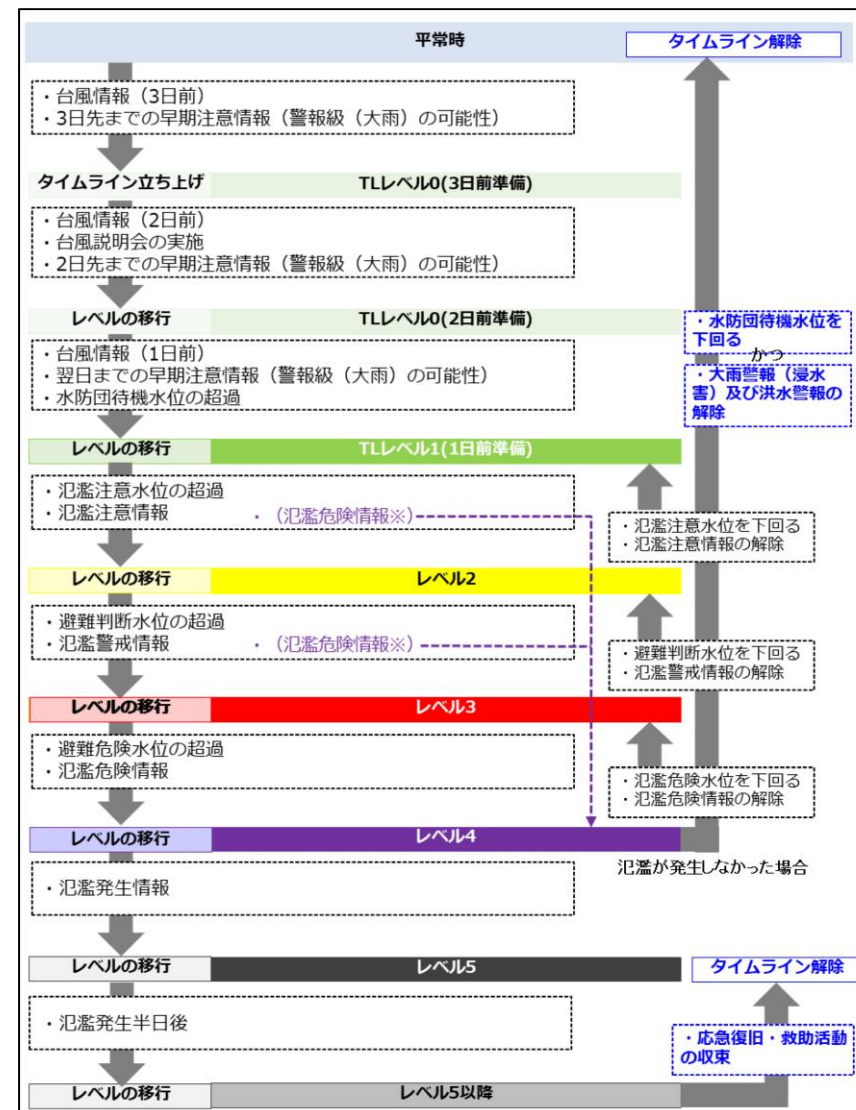 平常時
タイムライン解除
・台風情報（3日前）
・3日先までの早期注意情報（警報級（大雨）の可能性）
タイムライン立ち上げ
TLレベル0(3日前準備)
・台風情報（2日前）
・台風説明会の実施
・2日先までの早期注意情報（警報級（大雨）の可能性）
レベルの移行
TLレベル0(2日前準備)
・水防団待機水位を
下回る
かつ
・大雨警報（浸水
害）及び洪水警報の
解除
・台風情報（1日前）
・翌日までの早期注意情報（警報級（大雨）の可能性）
・水防団待機水位の超過
レベルの移行
TLレベル1(1日前準備)
・氾濫注意水位の超過
・氾濫注意情報
・（氾濫危険情報※）
・氾濫注意水位を下回る
・氾濫注意情報の解除
レベルの移行
レベル2
・避難判断水位の超過
・氾濫警戒情報
・（氾濫危険情報※）
・避難判断水位を下回る
・氾濫警戒情報の解除
レベルの移行
レベル3
・避難危険水位の超過
・氾濫危険情報
・氾濫危険水位を下回る
・氾濫危険情報の解除
レベルの移行
レベル4
氾濫が発生しなかった場合
・氾濫発生情報
レベルの移行
レベル5
タイムライン解除
・氾濫発生半日後
・応急復旧・救助活動
の収束
レベルの移行
レベル5以降